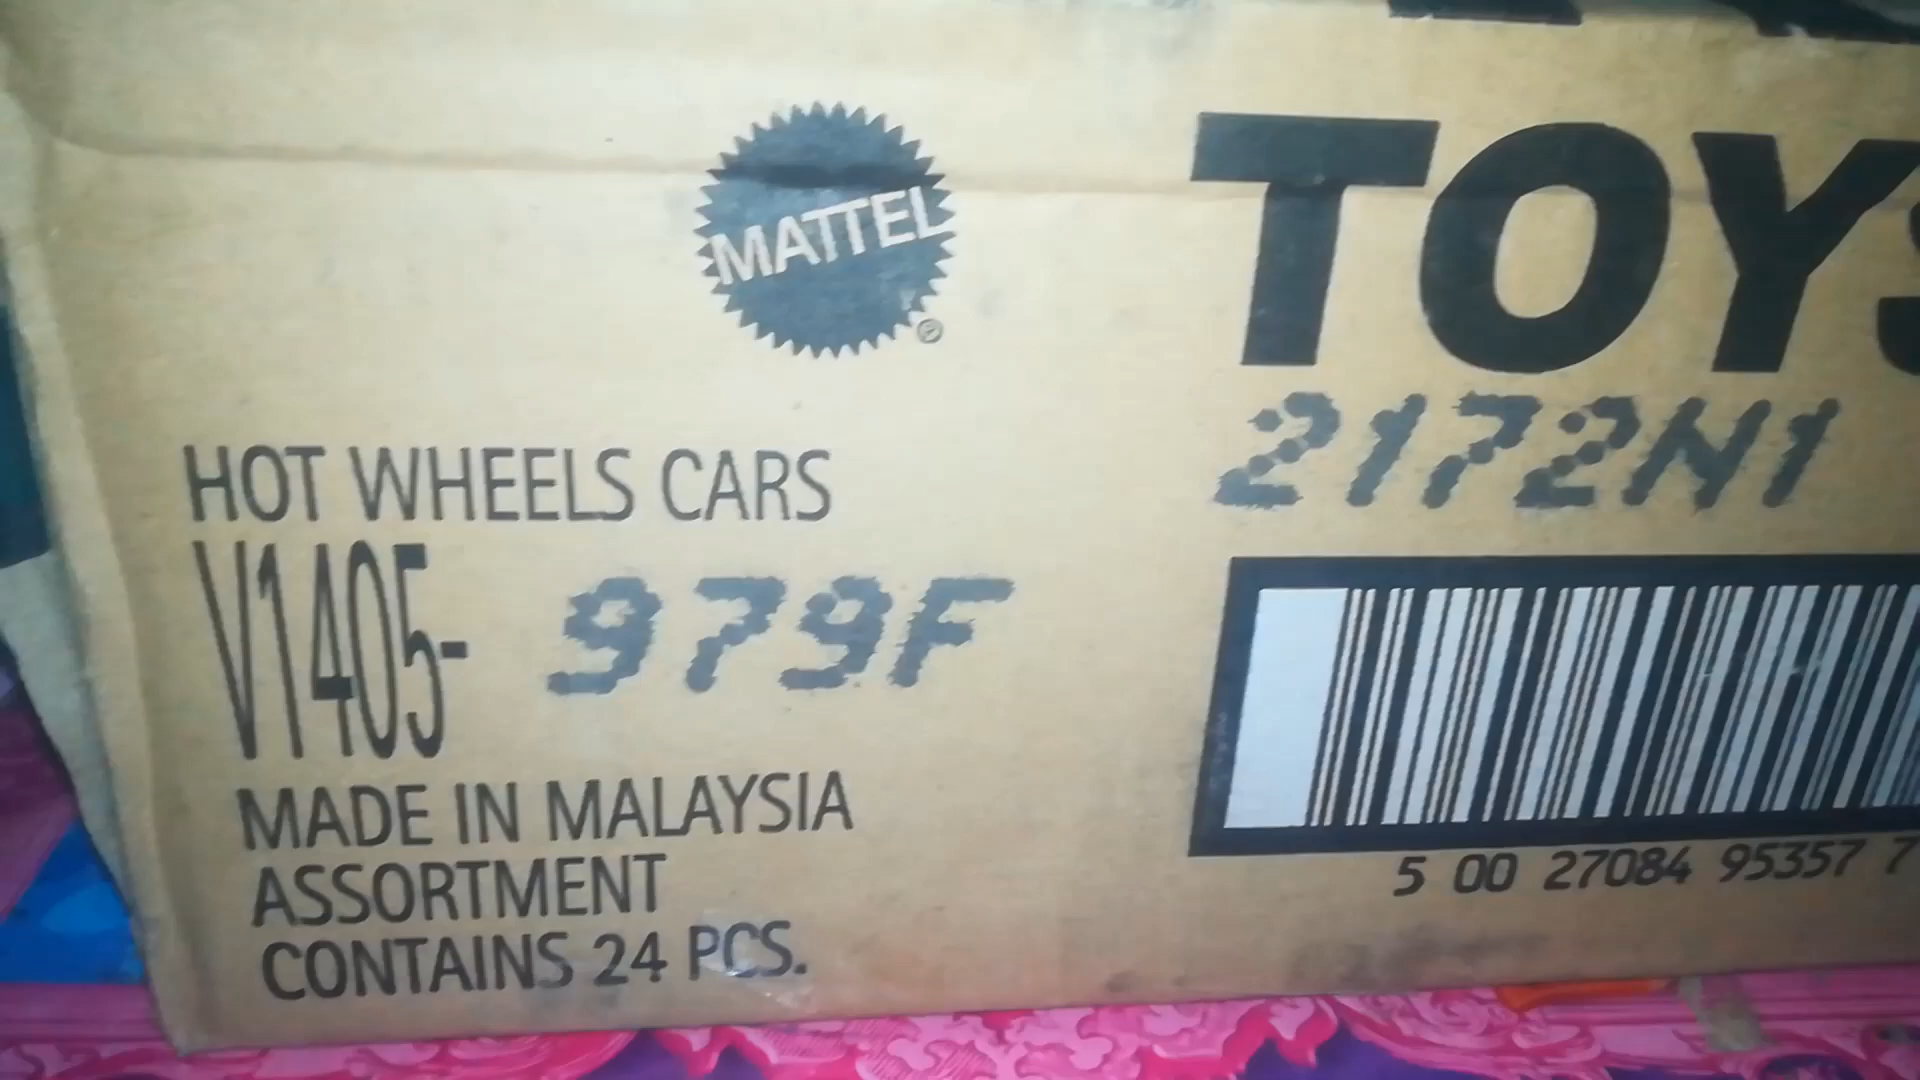 MATTEL
TOYS
2172N1
HOT WHEELS CARS
V1405- 979F
MADE IN MALAYSIA
ASSORTMENT
CONTAINS 24 PCS.
5 00 27084 95357 7